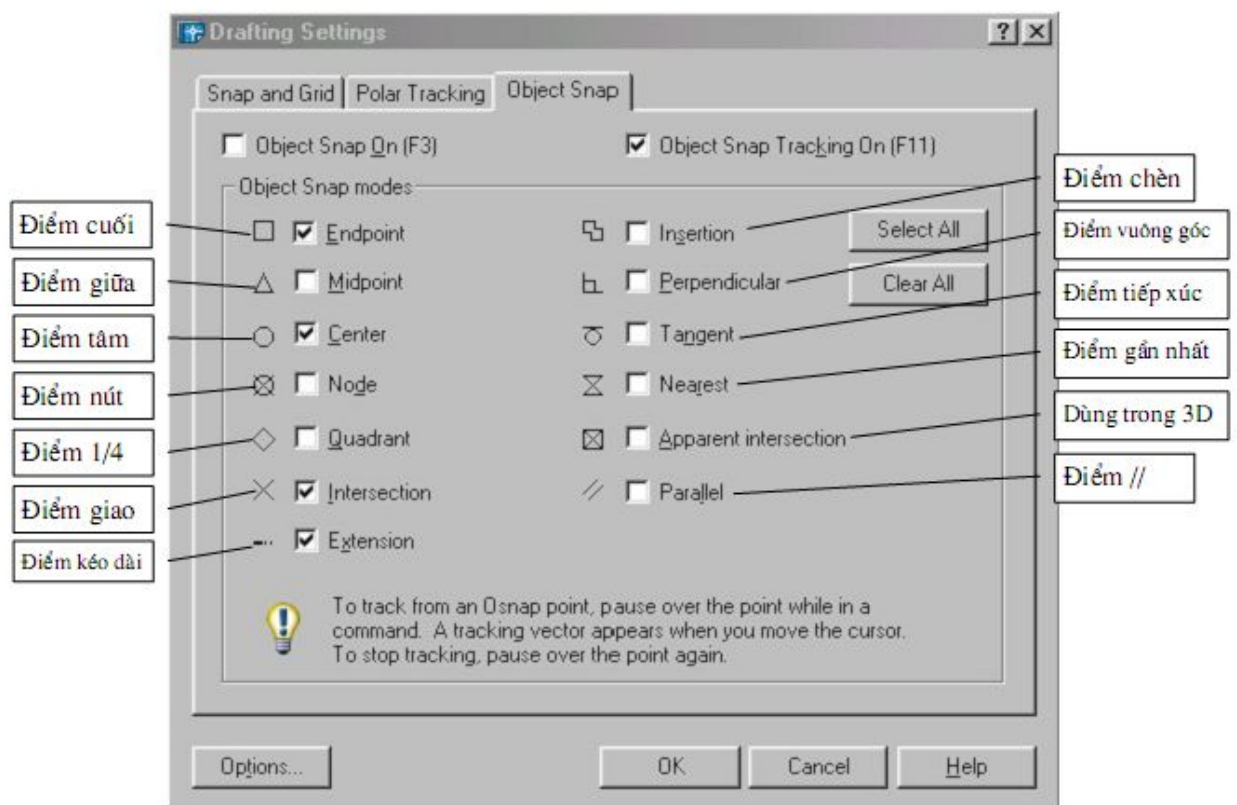 Drafting Settings
Snap and Grid
Polar Tracking
Object Snap
Object Snap On (F3)
Object Snap Tracking On (F11)
Object Snap modes
Điểm cuối
Endpoint
Insertion
Select All
Điểm chèn
Điểm giữa
Midpoint
Perpendicular
Clear All
Điểm vuông góc
Điểm tâm
Center
Tangent
Điểm tiếp xúc
Điểm nút
Node
Nearest
Điểm gần nhất
Điểm 1/4
Quadrant
Apparent intersection
Dùng trong 3D
Điểm giao
Intersection
Parallel
Điểm //
Điểm kéo dài
Extension
To track from an Osnap point, pause over the point while in a
command. A tracking vector appears when you move the cursor.
To stop tracking, pause over the point again.
Options...
OK
Cancel
Help